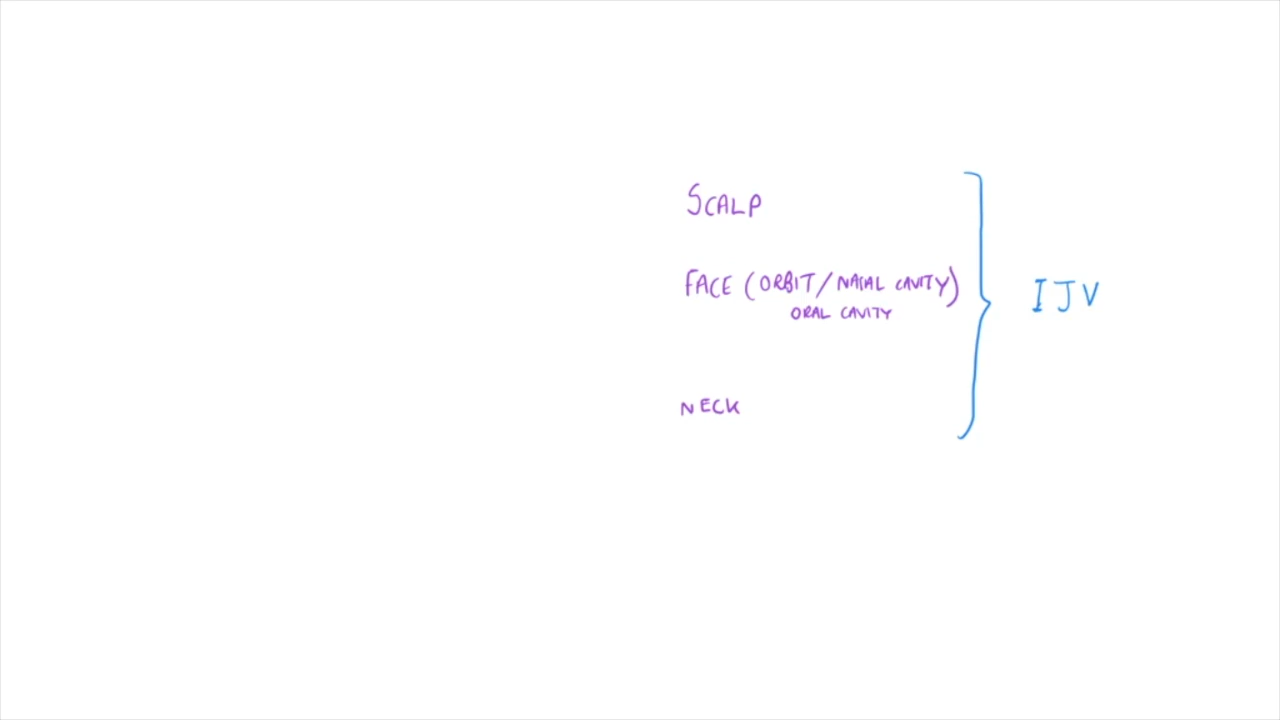 SCALP
FACE (ORBIT/NASAL CAVITY)
ORAL CAVITY
IJV
NECK